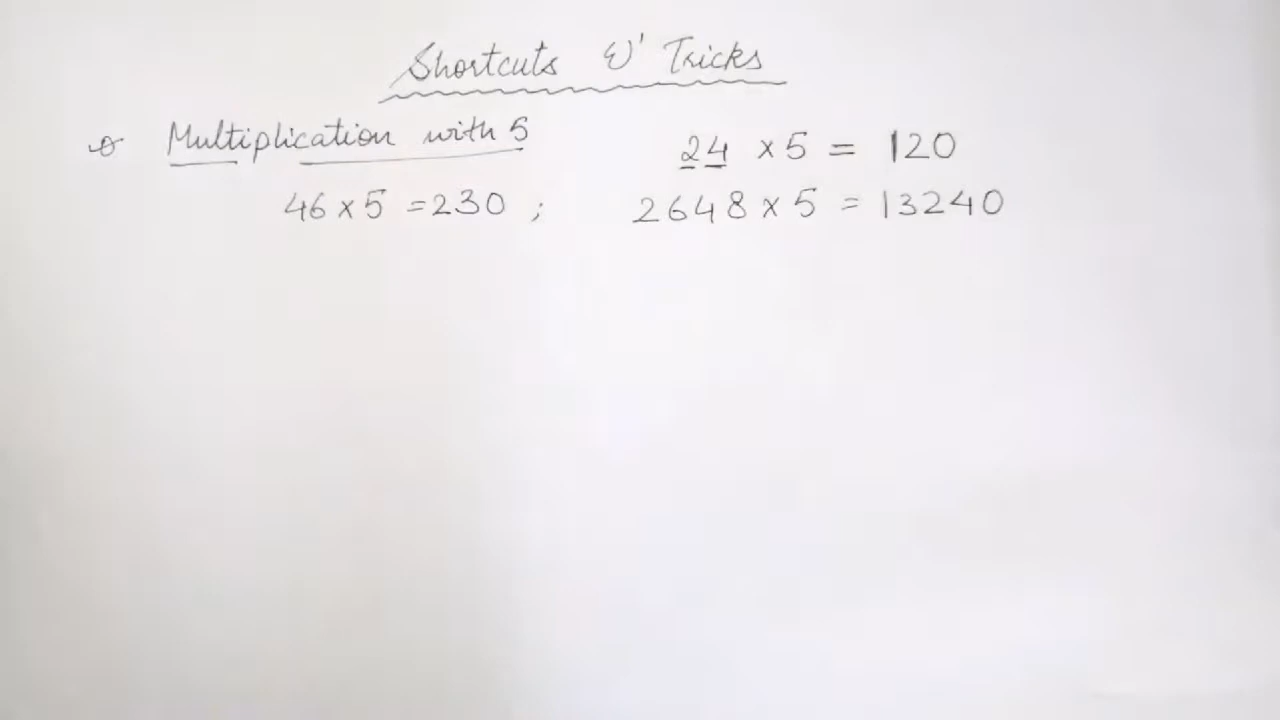 Shortcuts & Tricks
Multiplication with 5
24 x 5 = 120
46 x 5 = 230 ;
2648 x 5 = 13240